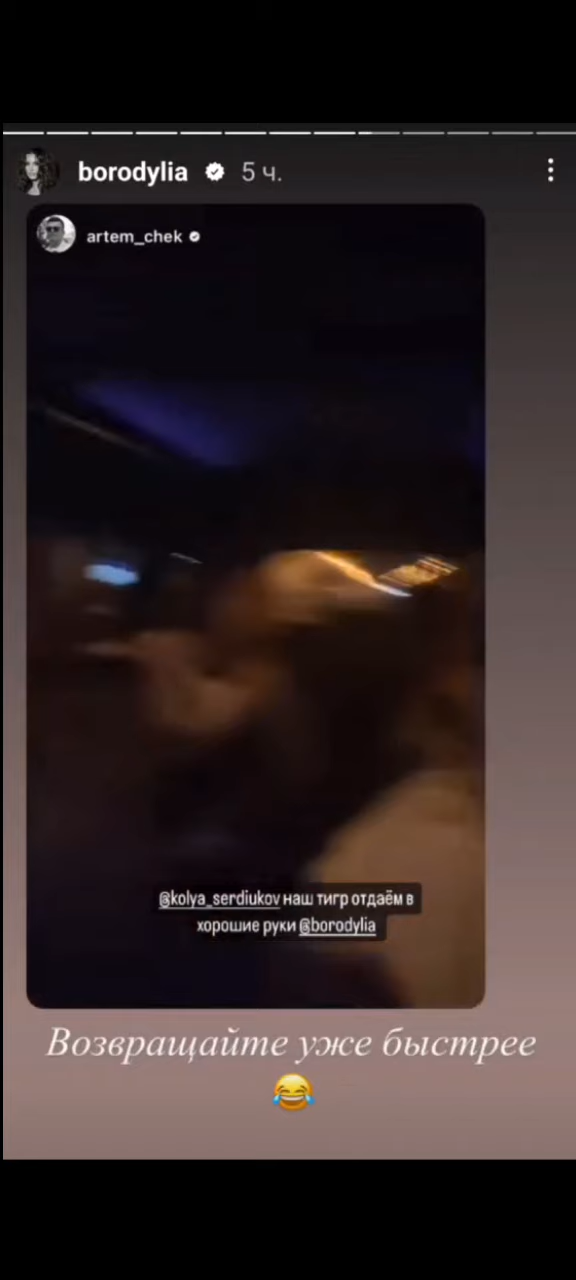 borodylia 5 ч.
artem_chek
@kolya_serdiukov наш тигр отдаём в
хорошие руки @borodylia
Возвращайте уже быстрее
😂